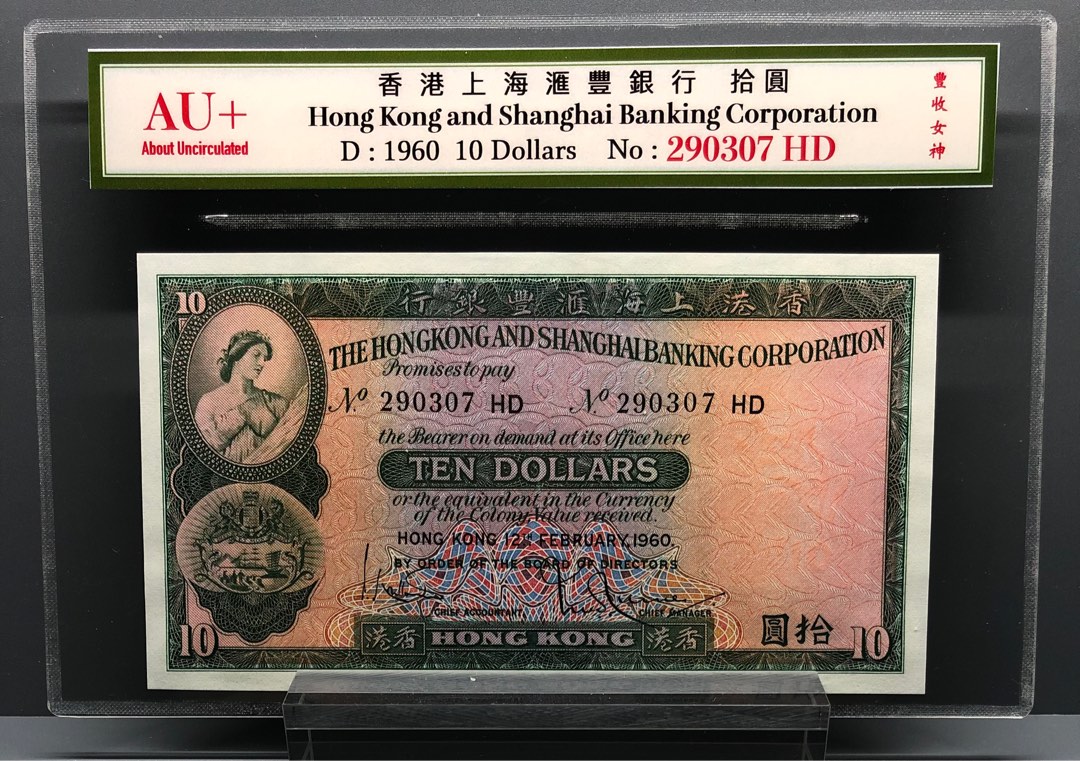 香港上海滙豐銀行 拾圓
AU+
About Uncirculated
Hong Kong and Shanghai Banking Corporation
D : 1960 10 Dollars No : 290307 HD
豐收女神
10
行銀豐滙海上港香
THE HONGKONG AND SHANGHAI BANKING CORPORATION
Promises to pay
Nº 290307 HD Nº 290307 HD
the Bearer on demand at its Office here
TEN DOLLARS
or the equivalent in the Currency
of the Colony Value received.
HONG KONG 12TH FEBRUARY, 1960.
BY ORDER OF THE BOARD OF DIRECTORS
CHIEF ACCOUNTANT CHIEF MANAGER
10 港香 HONG KONG 港香 圓拾 10